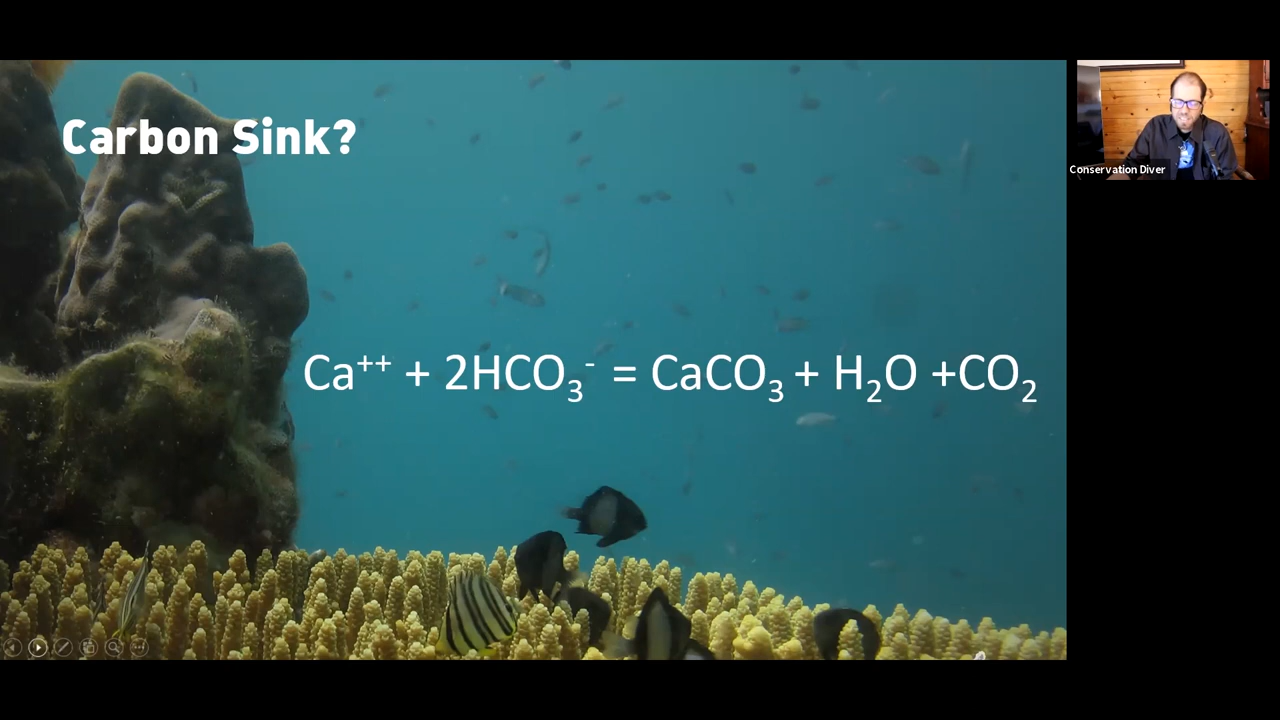 Carbon Sink?
Conservation Diver
Ca⁺⁺ + 2HCO₃⁻ = CaCO₃ + H₂O +CO₂